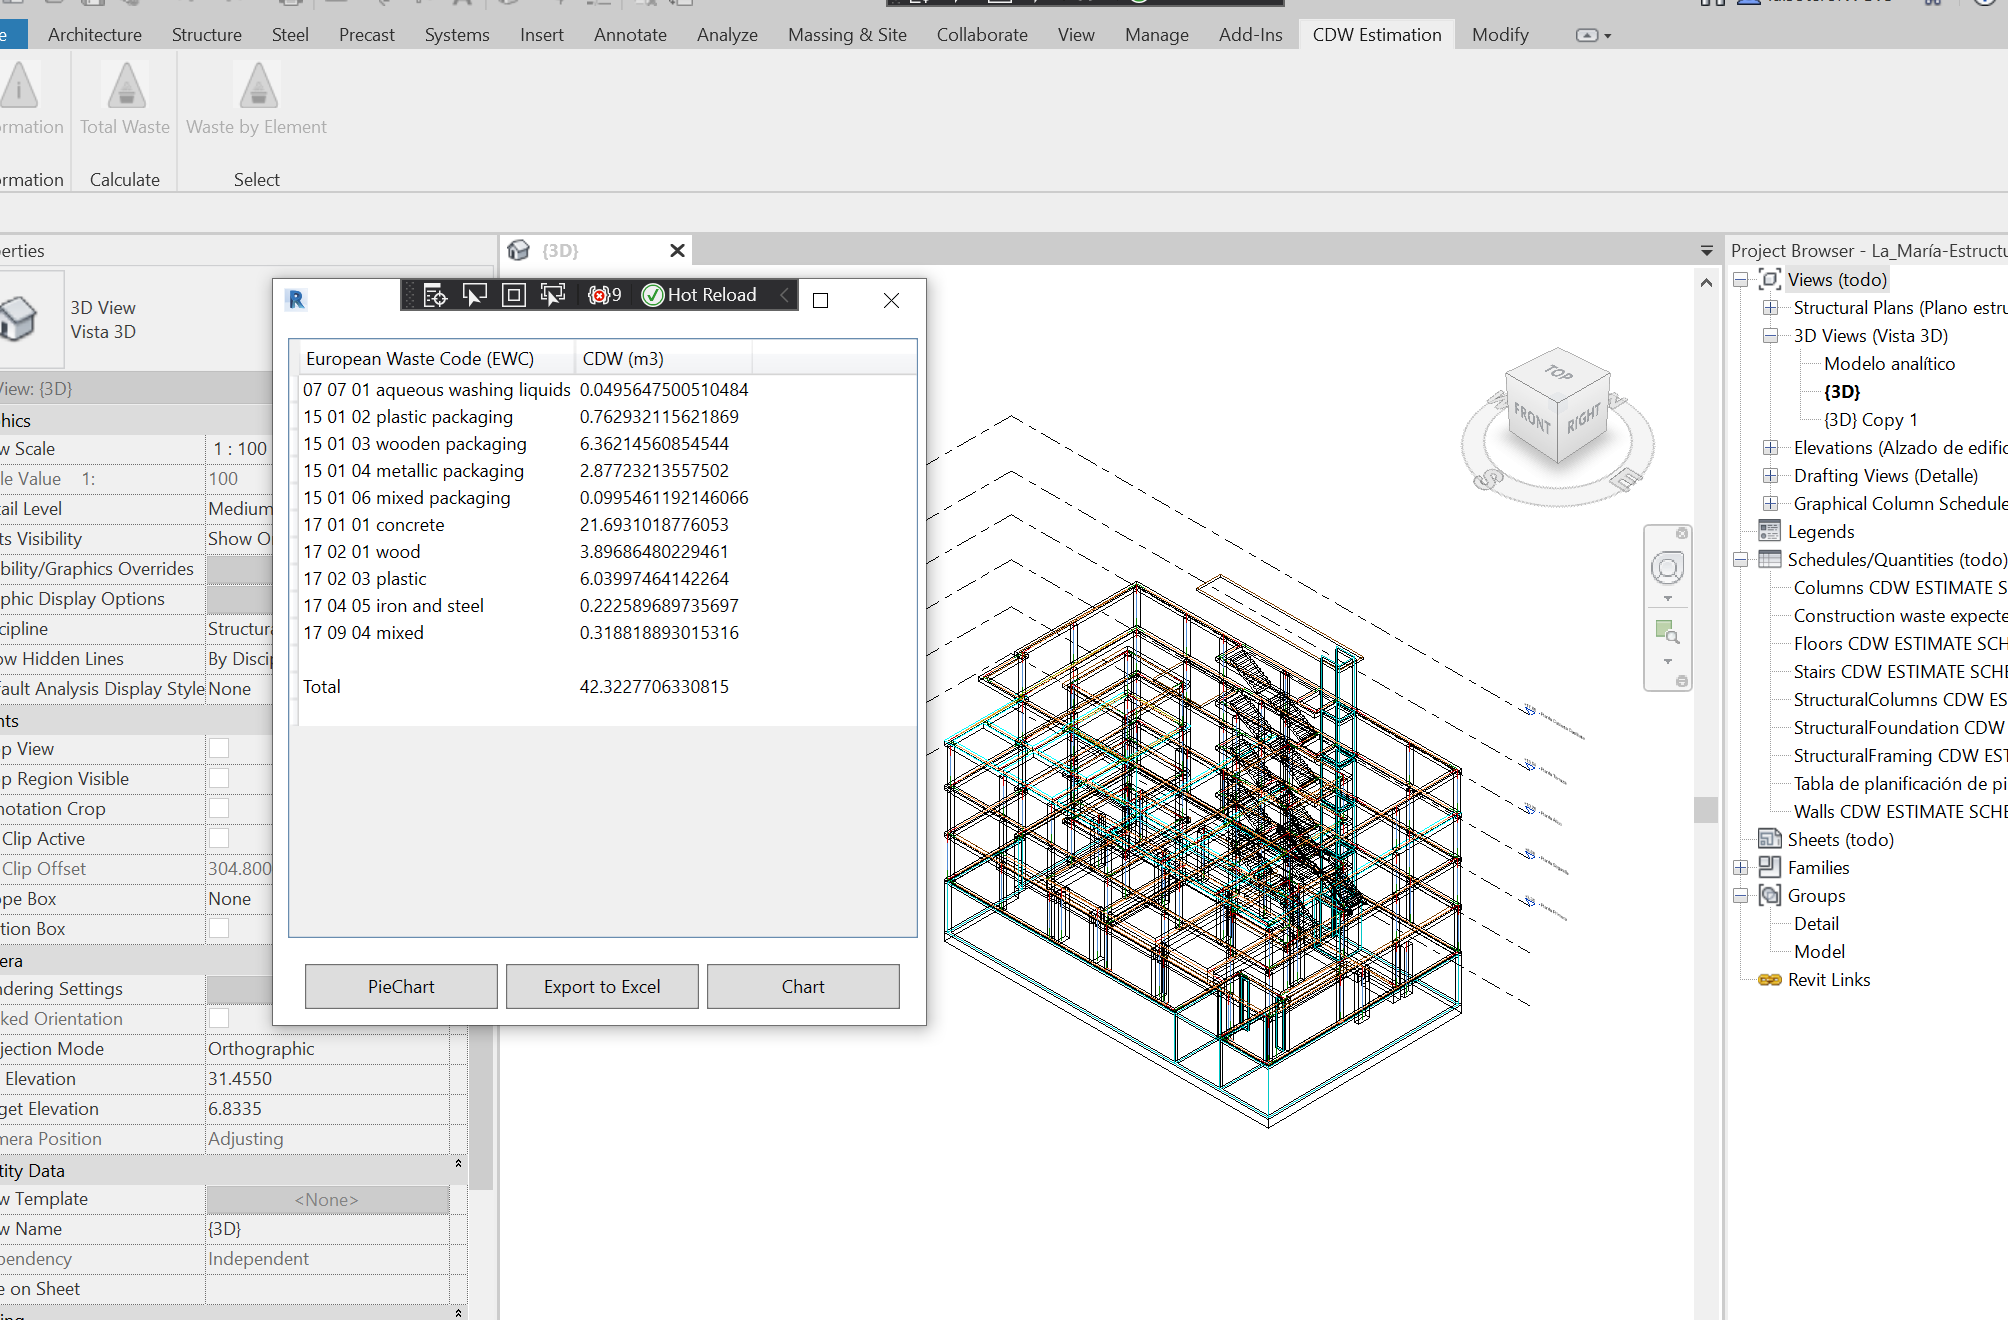 Architecture Structure Steel Precast Systems Insert Annotate Analyze Massing & Site Collaborate View Manage Add-Ins CDW Estimation Modify
rmation Total Waste Waste by Element
rmation Calculate Select
erties
{3D}
Project Browser - La_María-Estructu
3D View
Vista 3D
View: {3D}
hics
w Scale 1 : 100
le Value 1: 100
ail Level Medium
ts Visibility Show O
bility/Graphics Overrides
phic Display Options
cipline Structura
ow Hidden Lines By Discip
fault Analysis Display Style None
nts
p View
p Region Visible
notation Crop
Clip Active
Clip Offset 304.800
ope Box None
tion Box
era
ndering Settings
ked Orientation
jection Mode Orthographic
Elevation 31.4550
get Elevation 6.8335
mera Position Adjusting
tity Data
w Template <None>
w Name {3D}
pendency Independent
e on Sheet
R
9 Hot Reload
European Waste Code (EWC) CDW (m3)
07 07 01 aqueous washing liquids 0.0495647500510484
15 01 02 plastic packaging 0.762932115621869
15 01 03 wooden packaging 6.36214560854544
15 01 04 metallic packaging 2.87723213557502
15 01 06 mixed packaging 0.0995461192146066
17 01 01 concrete 21.6931018776053
17 02 01 wood 3.89686480229461
17 02 03 plastic 6.03997464142264
17 04 05 iron and steel 0.222589689735697
17 09 04 mixed 0.318818893015316
Total 42.3227706330815
PieChart Export to Excel Chart
TOP
FRONT RIGHT
S E
Views (todo)
Structural Plans (Plano estru
3D Views (Vista 3D)
Modelo analítico
{3D}
{3D} Copy 1
Elevations (Alzado de edific
Drafting Views (Detalle)
Graphical Column Schedule
Legends
Schedules/Quantities (todo)
Columns CDW ESTIMATE S
Construction waste expecte
Floors CDW ESTIMATE SCH
Stairs CDW ESTIMATE SCHE
StructuralColumns CDW ES
StructuralFoundation CDW
StructuralFraming CDW EST
Tabla de planificación de pi
Walls CDW ESTIMATE SCHE
Sheets (todo)
Families
Groups
Detail
Model
Revit Links